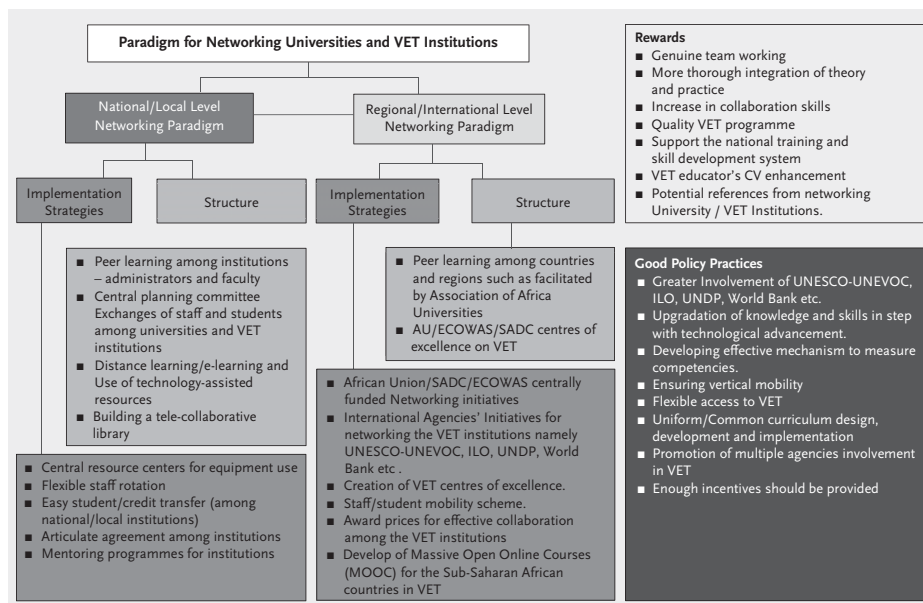 Paradigm for Networking Universities and VET Institutions
National/Local Level
Networking Paradigm
Regional/International Level
Networking Paradigm
Implementation
Strategies
Structure
Implementation
Strategies
Structure
■ Peer learning among institutions
– administrators and faculty
■ Central planning committee
Exchanges of staff and students
among universities and VET
institutions
■ Distance learning/e-learning and
Use of technology-assisted
resources
■ Building a tele-collaborative
library
■ Peer learning among countries
and regions such as facilitated
by Association of Africa
Universities
■ AU/ECOWAS/SADC centres of
excellence on VET
■ Central resource centers for equipment use
■ Flexible staff rotation
■ Easy student/credit transfer (among
national/local institutions)
■ Articulate agreement among institutions
■ Mentoring programmes for institutions
■ African Union/SADC/ECOWAS centrally
funded Networking initiatives
■ International Agencies’ Initiatives for
networking the VET institutions namely
UNESCO-UNEVOC, ILO, UNDP, World
Bank etc .
■ Creation of VET centres of excellence.
■ Staff/student mobility scheme.
■ Award prices for effective collaboration
among the VET institutions
■ Develop of Massive Open Online Courses
(MOOC) for the Sub-Saharan African
countries in VET
Rewards
■ Genuine team working
■ More thorough integration of theory
and practice
■ Increase in collaboration skills
■ Quality VET programme
■ Support the national training and
skill development system
■ VET educator’s CV enhancement
■ Potential references from networking
University / VET Institutions.
Good Policy Practices
■ Greater Involvement of UNESCO-UNEVOC,
ILO, UNDP, World Bank etc.
■ Upgradation of knowledge and skills in step
with technological advancement.
■ Developing effective mechanism to measure
competencies.
■ Ensuring vertical mobility
■ Flexible access to VET
■ Uniform/Common curriculum design,
development and implementation
■ Promotion of multiple agencies involvement
in VET
■ Enough incentives should be provided